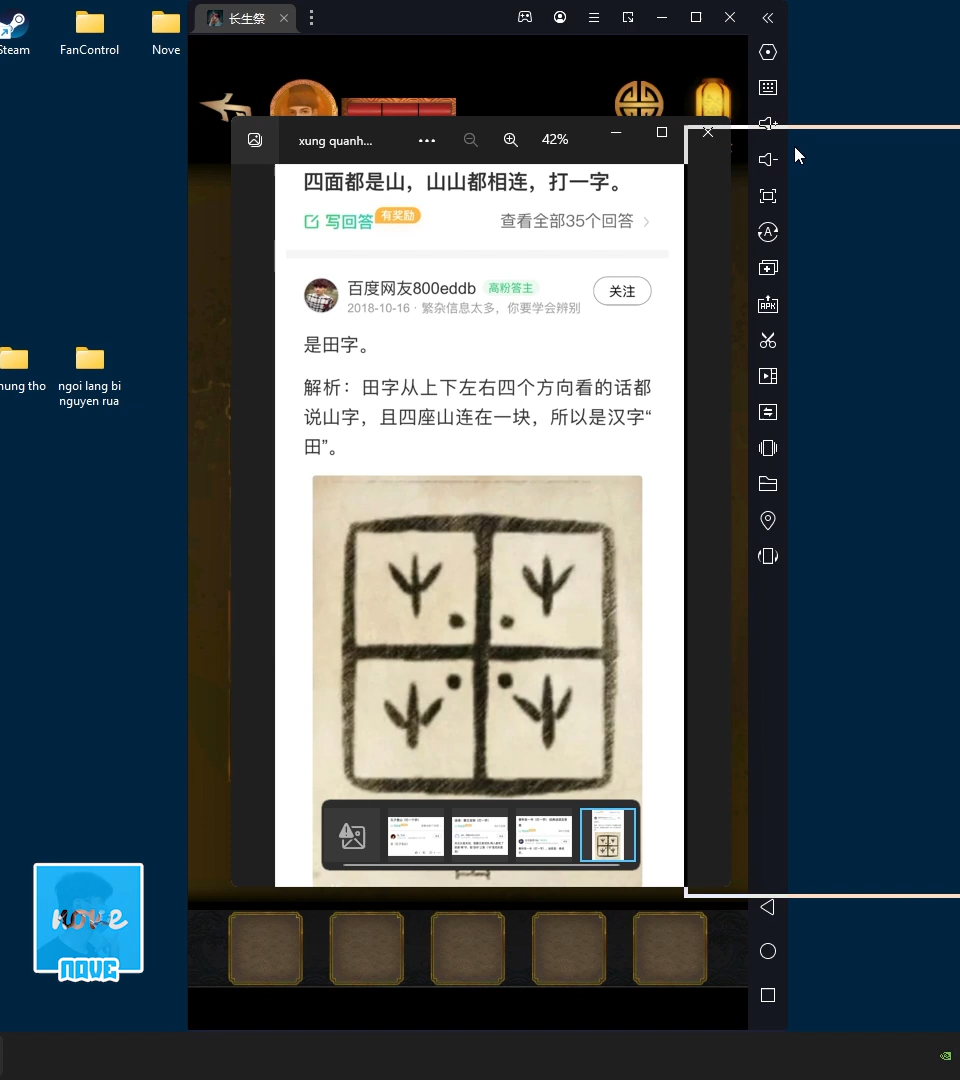 长生祭
Steam
FanControl
Nove
xung quanh...
42%
四面都是山，山山都相连，打一字。
写回答
有奖励
查看全部35个回答
百度网友800eddb
高粉答主
关注
2018-10-16 · 繁杂信息太多，你要学会辨别
是田字。
hung tho
ngoi lang bi
nguyen rua
解析：田字从上下左右四个方向看的话都
说山字，且四座山连在一块，所以是汉字“
田”。
A
APK
nove
NOVE